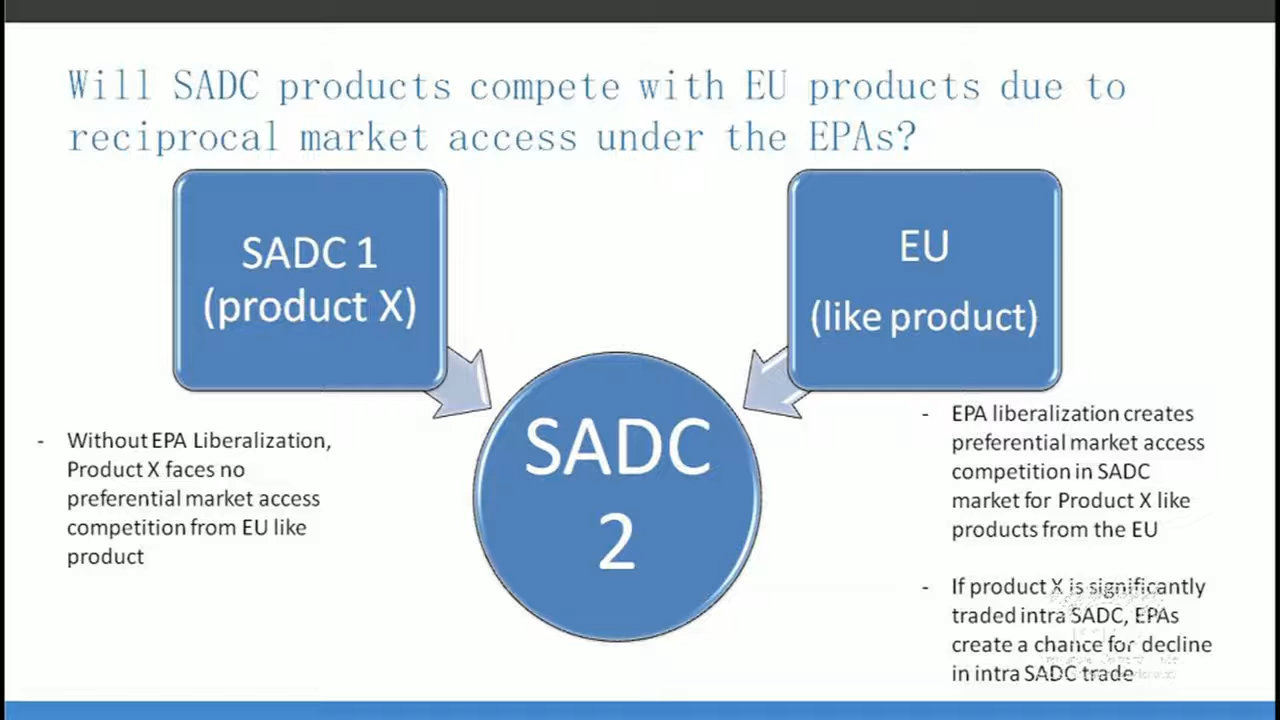 Will SADC products compete with EU products due to
reciprocal market access under the EPAs?
SADC 1
(product X)
EU
(like product)
SADC
2
- Without EPA Liberalization,
Product X faces no
preferential market access
competition from EU like
product
- EPA liberalization creates
preferential market access
competition in SADC
market for Product X like
products from the EU
- If product X is significantly
traded intra SADC, EPAs
create a chance for decline
in intra SADC trade